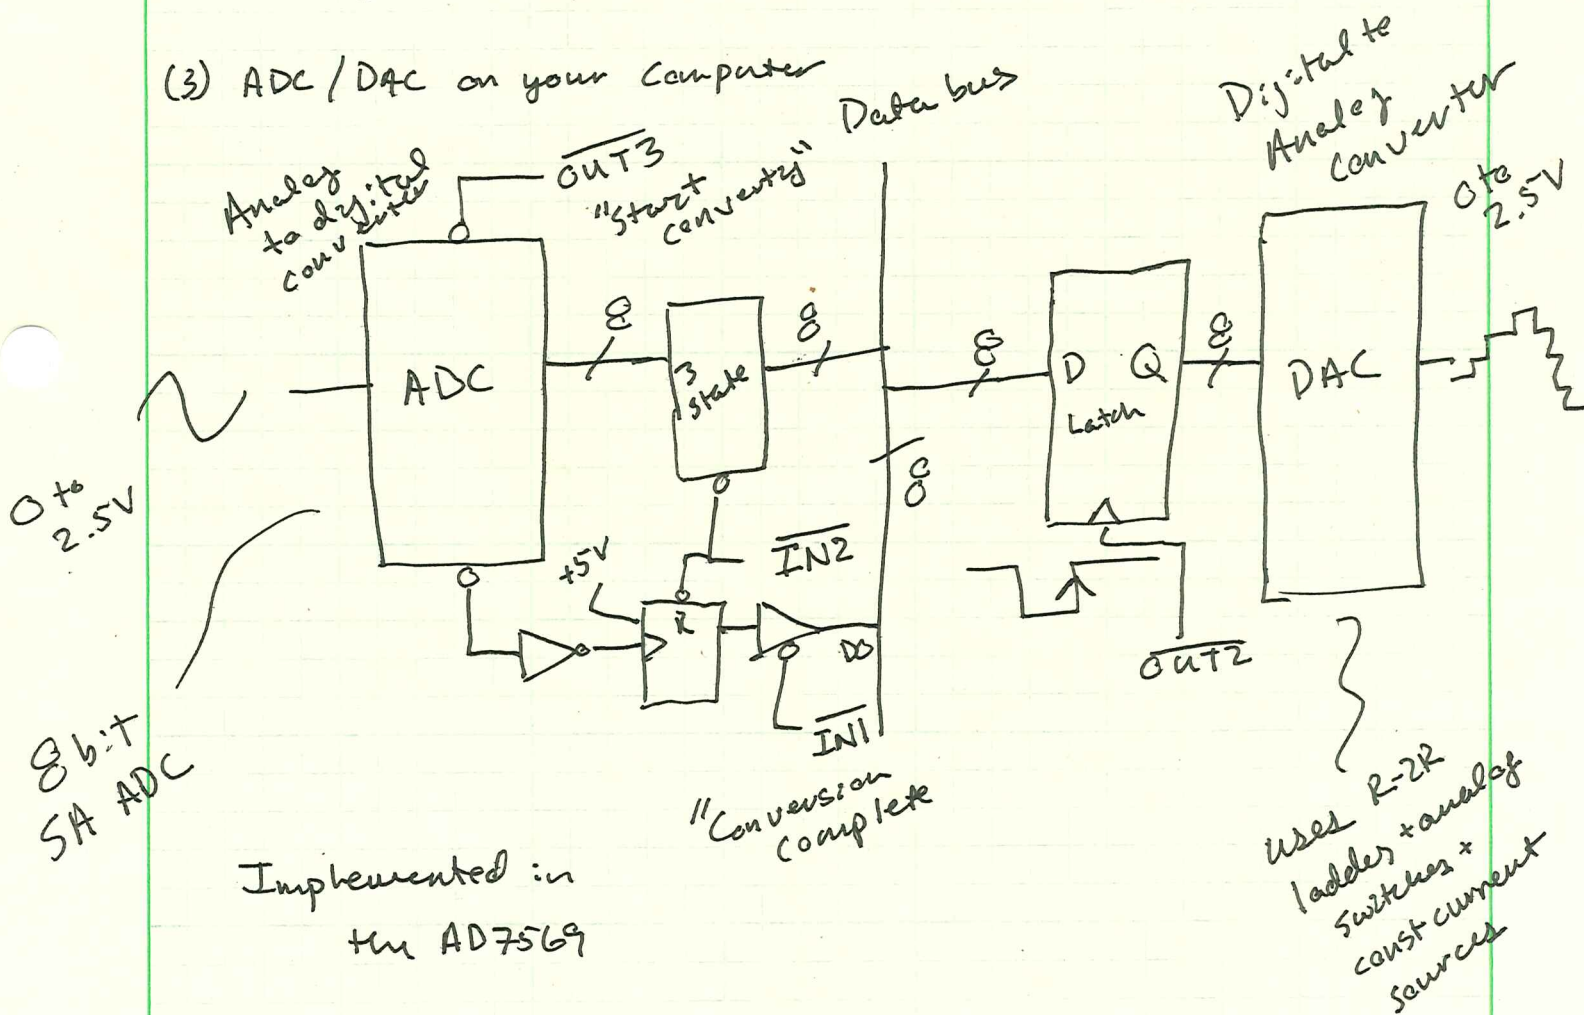 (3) ADC/DAC on your Computer
Analog
to digital
converter
OUT3
"Start
converting"
Data bus
Digital to
Analog
converter
0 to
2.5V
8
8
8
8
ADC
3
state
D Q
Latch
DAC
8
0 to
2.5V
+5V
IN2
R
D0
IN1
OUT2
8 bit
SA ADC
"Conversion
complete
uses R-2R
ladder + analog
switches +
const current
sources
Implemented in
the AD7569